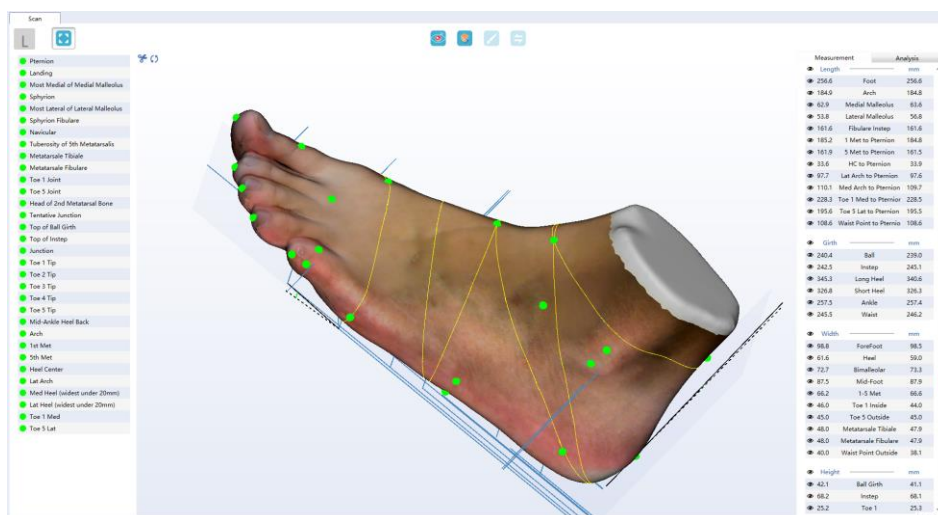 Scan
L
Pternion
Landing
Most Medial of Medial Malleolus
Sphyrion
Most Lateral of Lateral Malleolus
Sphyrion Fibulare
Navicular
Tuberosity of 5th Metatarsalis
Metatarsale Tibiale
Metatarsale Fibulare
Toe 1 Joint
Toe 5 Joint
Head of 2nd Metatarsal Bone
Tentative Junction
Top of Ball Girth
Top of Instep
Junction
Toe 1 Tip
Toe 2 Tip
Toe 3 Tip
Toe 4 Tip
Toe 5 Tip
Mid-Ankle Heel Back
Arch
1st Met
5th Met
Heel Center
Lat Arch
Med Heel (widest under 20mm)
Lat Heel (widest under 20mm)
Toe 1 Med
Toe 5 Lat
Measurement Analysis
Length mm
256.6 Foot 256.6
184.9 Arch 184.8
62.9 Medial Malleolus 63.6
53.8 Lateral Malleolus 56.8
161.6 Fibulare Instep 161.6
185.2 1 Met to Pternion 184.8
161.9 5 Met to Pternion 161.5
33.6 HC to Pternion 33.9
97.7 Lat Arch to Pternion 97.6
110.1 Med Arch to Pternion 109.7
228.3 Toe 1 Med to Pternior 228.5
195.6 Toe 5 Lat to Pternion 195.5
108.6 Waist Point to Pternio 108.6
Girth mm
240.4 Ball 239.0
242.5 Instep 245.1
345.3 Long Heel 340.6
326.8 Short Heel 326.3
257.5 Ankle 257.4
245.5 Waist 246.2
Width mm
98.8 ForeFoot 98.5
61.6 Heel 59.0
72.7 Bimalleolar 73.3
87.5 Mid-Foot 87.9
66.2 1-5 Met 66.6
46.0 Toe 1 Inside 44.0
45.0 Toe 5 Outside 45.0
48.0 Metatarsale Tibiale 47.9
48.0 Metatarsale Fibulare 47.9
40.0 Waist Point Outside 38.1
Height mm
42.1 Ball Girth 41.1
68.2 Instep 68.1
25.2 Toe 1 25.3